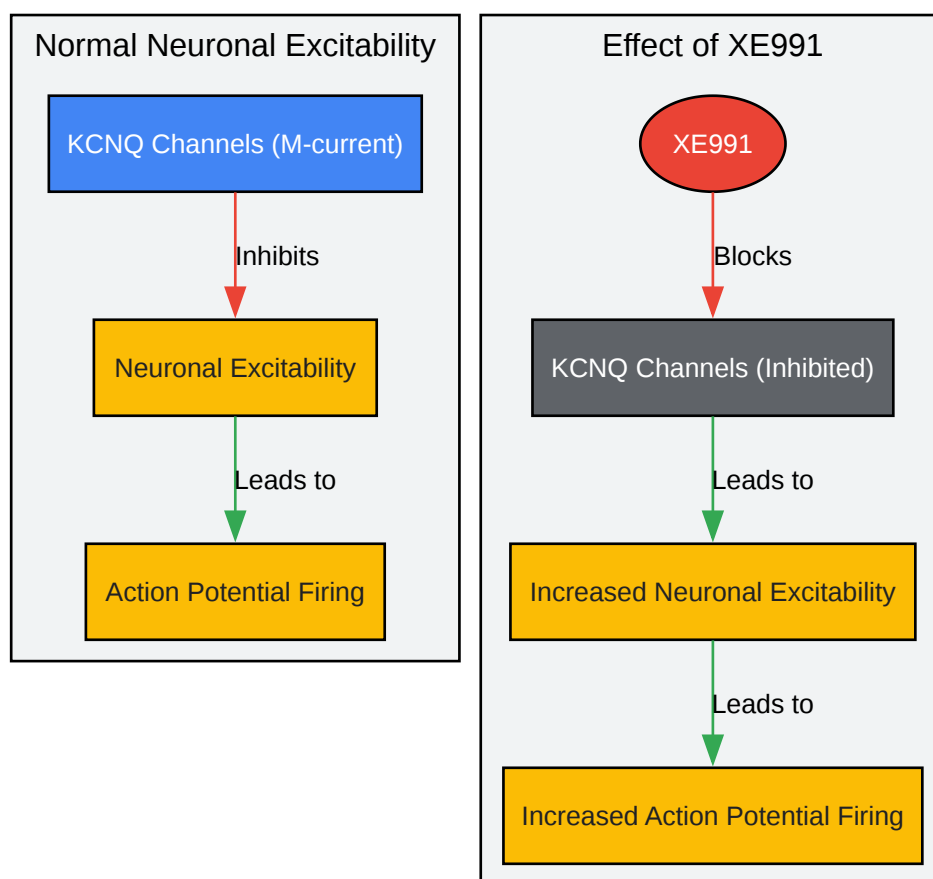 Normal Neuronal Excitability
KCNQ Channels (M-current)
Inhibits
Neuronal Excitability
Leads to
Action Potential Firing
Effect of XE991
XE991
Blocks
KCNQ Channels (Inhibited)
Leads to
Increased Neuronal Excitability
Leads to
Increased Action Potential Firing